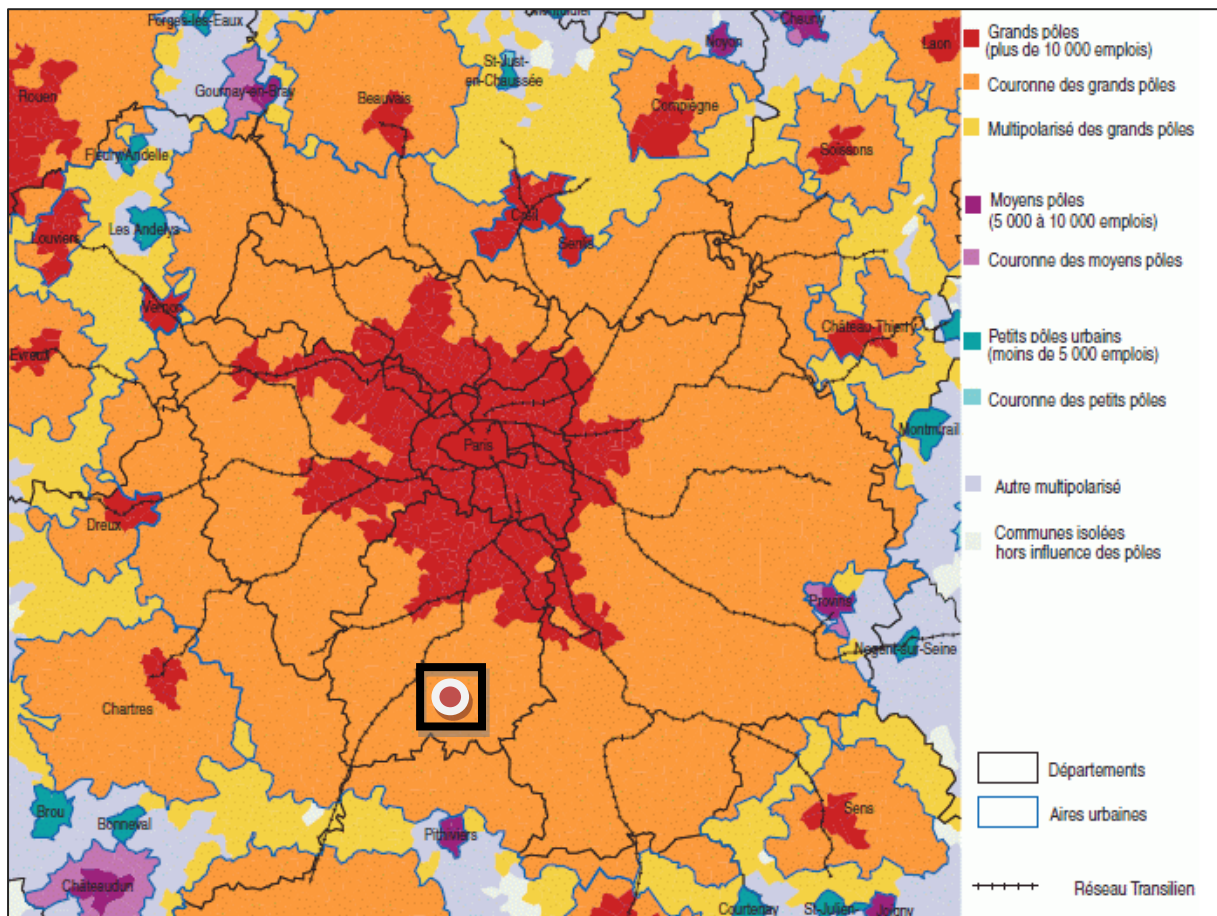 Forges-les-Eaux
Noyon
Chauny
Laon
St-Just-
en-Chaussée
Rouen
Gournay-en-Bray
Beauvais
Compiègne
Soissons
Fleury/Andelle
Les Andelys
Louviers
Creil
Senlis
Vernon
Evreux
Château-Thierry
Montmirail
Paris
Dreux
Provins
Nogent-sur-Seine
Chartres
Brou
Bonneval
Pithiviers
Sens
Châteaudun
Courtenay
St-Julien-
Joigny
Grands pôles
(plus de 10 000 emplois)
Couronne des grands pôles
Multipolarisé des grands pôles
Moyens pôles
(5 000 à 10 000 emplois)
Couronne des moyens pôles
Petits pôles urbains
(moins de 5 000 emplois)
Couronne des petits pôles
Autre multipolarisé
Communes isolées
hors influence des pôles
Départements
Aires urbaines
Réseau Transilien